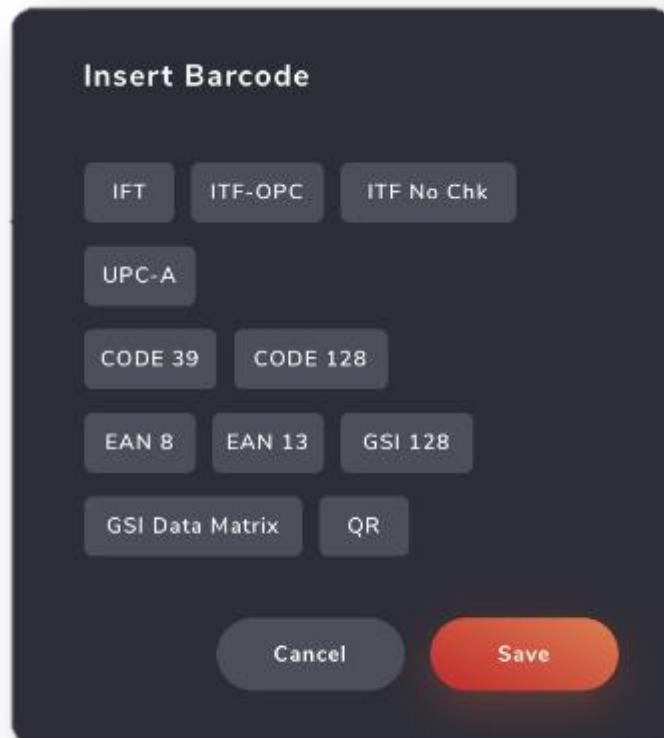 Insert Barcode
IFT ITF-OPC ITF No Chk
UPC-A
CODE 39 CODE 128
EAN 8 EAN 13 GSI 128
GSI Data Matrix QR
Cancel Save